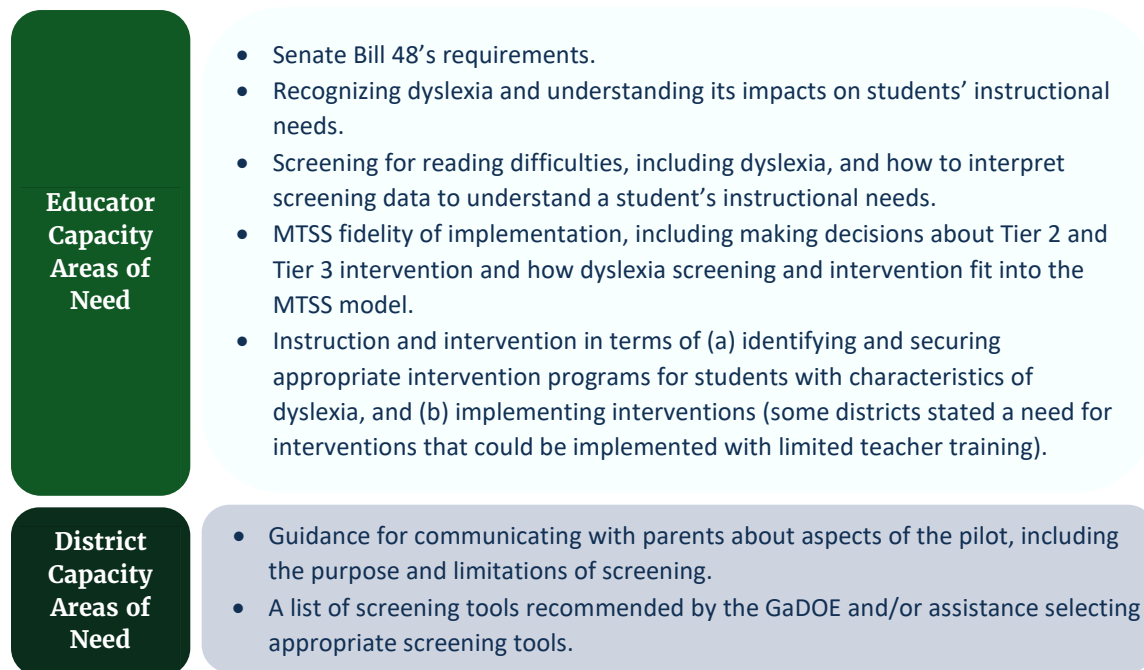 Educator
Capacity
Areas of
Need
• Senate Bill 48’s requirements.
• Recognizing dyslexia and understanding its impacts on students’ instructional
needs.
• Screening for reading difficulties, including dyslexia, and how to interpret
screening data to understand a student’s instructional needs.
• MTSS fidelity of implementation, including making decisions about Tier 2 and
Tier 3 intervention and how dyslexia screening and intervention fit into the
MTSS model.
• Instruction and intervention in terms of (a) identifying and securing
appropriate intervention programs for students with characteristics of
dyslexia, and (b) implementing interventions (some districts stated a need for
interventions that could be implemented with limited teacher training).
District
Capacity
Areas of
Need
• Guidance for communicating with parents about aspects of the pilot, including
the purpose and limitations of screening.
• A list of screening tools recommended by the GaDOE and/or assistance selecting
appropriate screening tools.